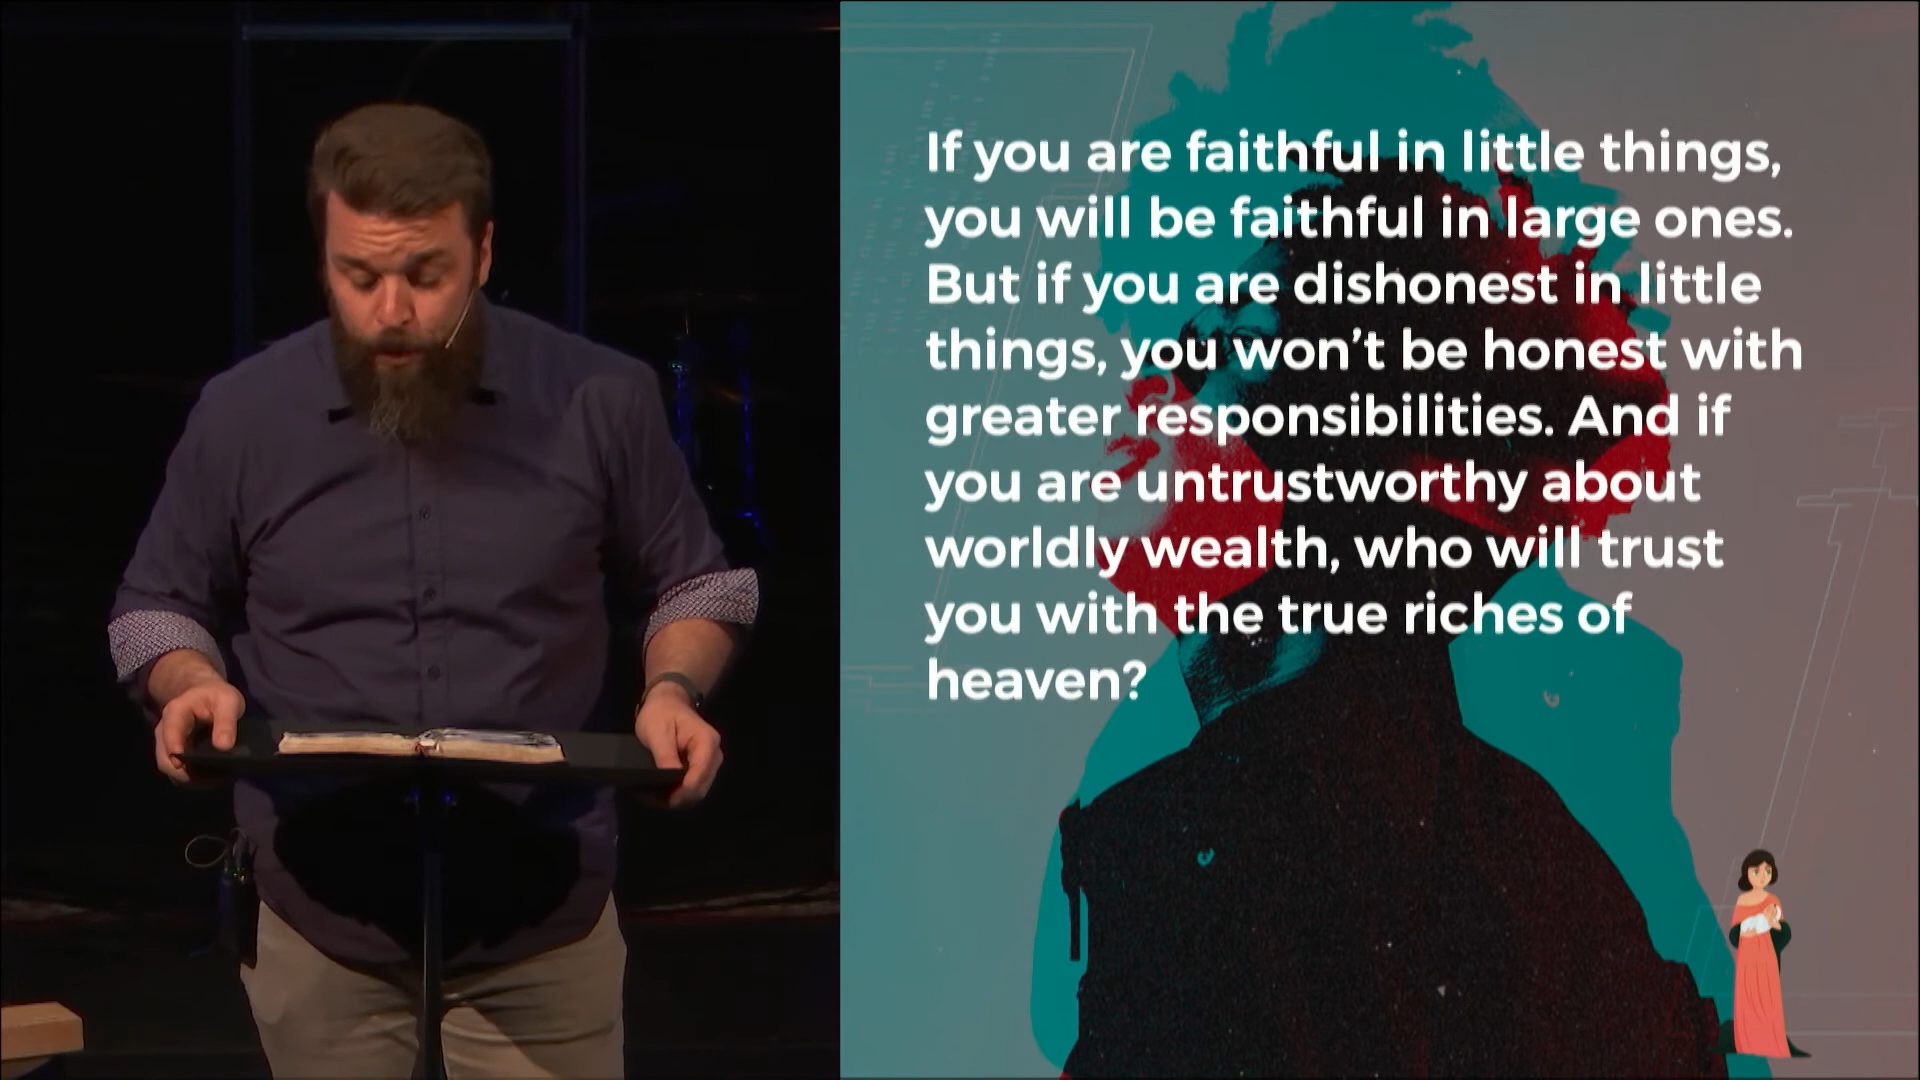 If you are faithful in little things,
you will be faithful in large ones.
But if you are dishonest in little
things, you won’t be honest with
greater responsibilities. And if
you are untrustworthy about
worldly wealth, who will trust
you with the true riches of
heaven?